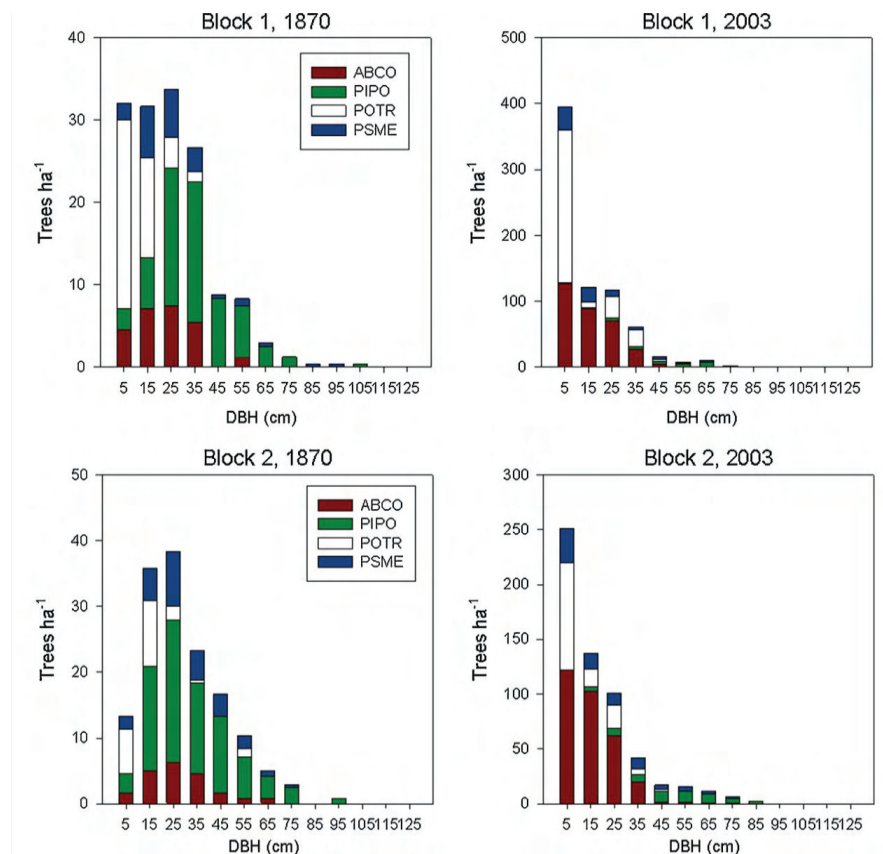 Block 1, 1870
40
30
20
10
0
Trees ha-1
ABCO
PIPO
POTR
PSME
5 15 25 35 45 55 65 75 85 95 105115125
DBH (cm)
Block 1, 2003
500
400
300
200
100
0
Trees ha-1
5 15 25 35 45 55 65 75 85 95 105115125
DBH (cm)
Block 2, 1870
50
40
30
20
10
0
Trees ha-1
ABCO
PIPO
POTR
PSME
5 15 25 35 45 55 65 75 85 95 105115125
DBH (cm)
Block 2, 2003
300
250
200
150
100
50
0
Trees ha-1
5 15 25 35 45 55 65 75 85 95 105115125
DBH (cm)